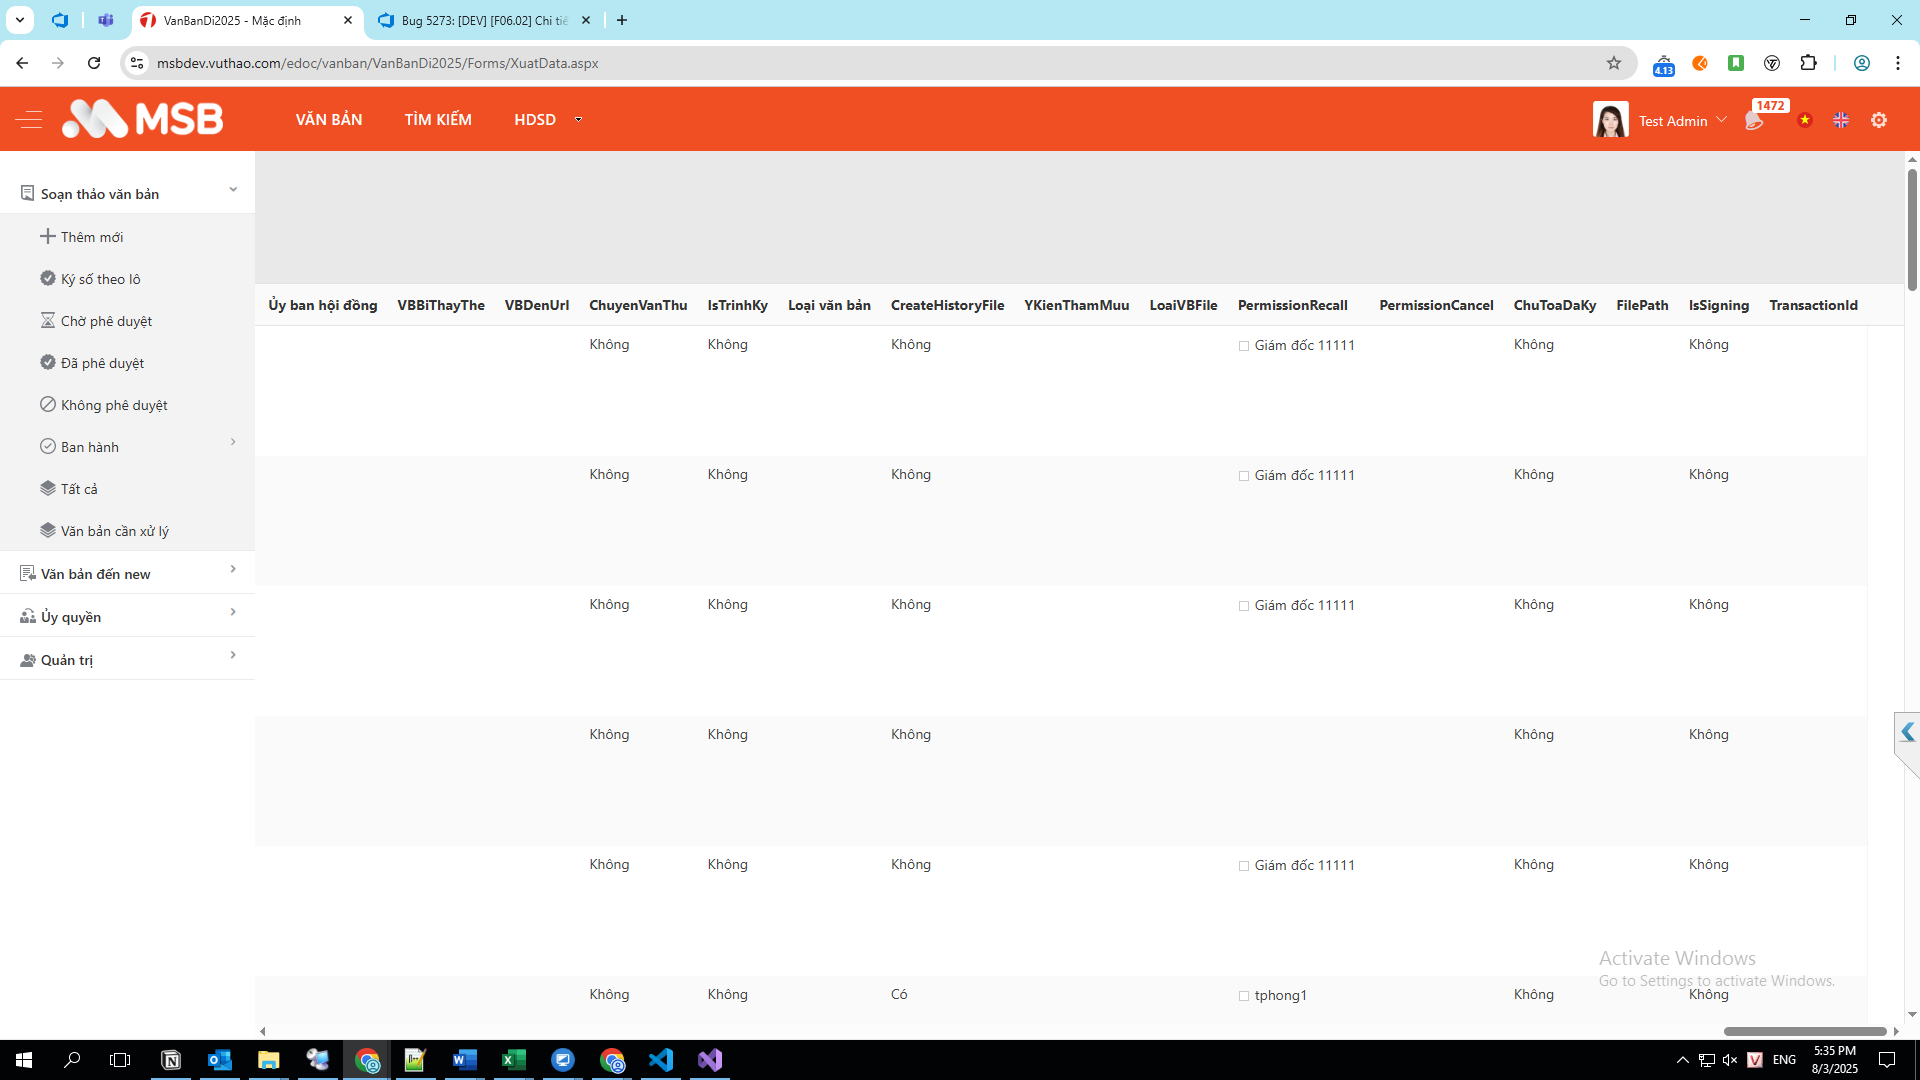 VanBanDi2025 - Mặc định
Bug 5273: [DEV] [F06.02] Chi tiê
msbdev.vuthao.com/edoc/vanban/VanBanDi2025/Forms/XuatData.aspx
4.13
MSB
VĂN BẢN
TÌM KIẾM
HDSD
Test Admin
1472
Soạn thảo văn bản
Thêm mới
Ký số theo lô
Chờ phê duyệt
Đã phê duyệt
Không phê duyệt
Ban hành
Tất cả
Văn bản cần xử lý
Văn bản đến new
Ủy quyền
Quản trị
Ủy ban hội đồng VBBiThayThe VBDenUrl ChuyenVanThu IsTrinhKy Loại văn bản CreateHistoryFile YKienThamMuu LoaiVBFile PermissionRecall PermissionCancel ChuToaDaKy FilePath IsSigning TransactionId
Không Không Không Giám đốc 11111 Không Không
Không Không Không Giám đốc 11111 Không Không
Không Không Không Giám đốc 11111 Không Không
Không Không Không Không Không
Không Không Không Giám đốc 11111 Không Không
Không Không Có tphong1 Không Không
Activate Windows
Go to Settings to activate Windows.
ENG
5:35 PM
8/3/2025